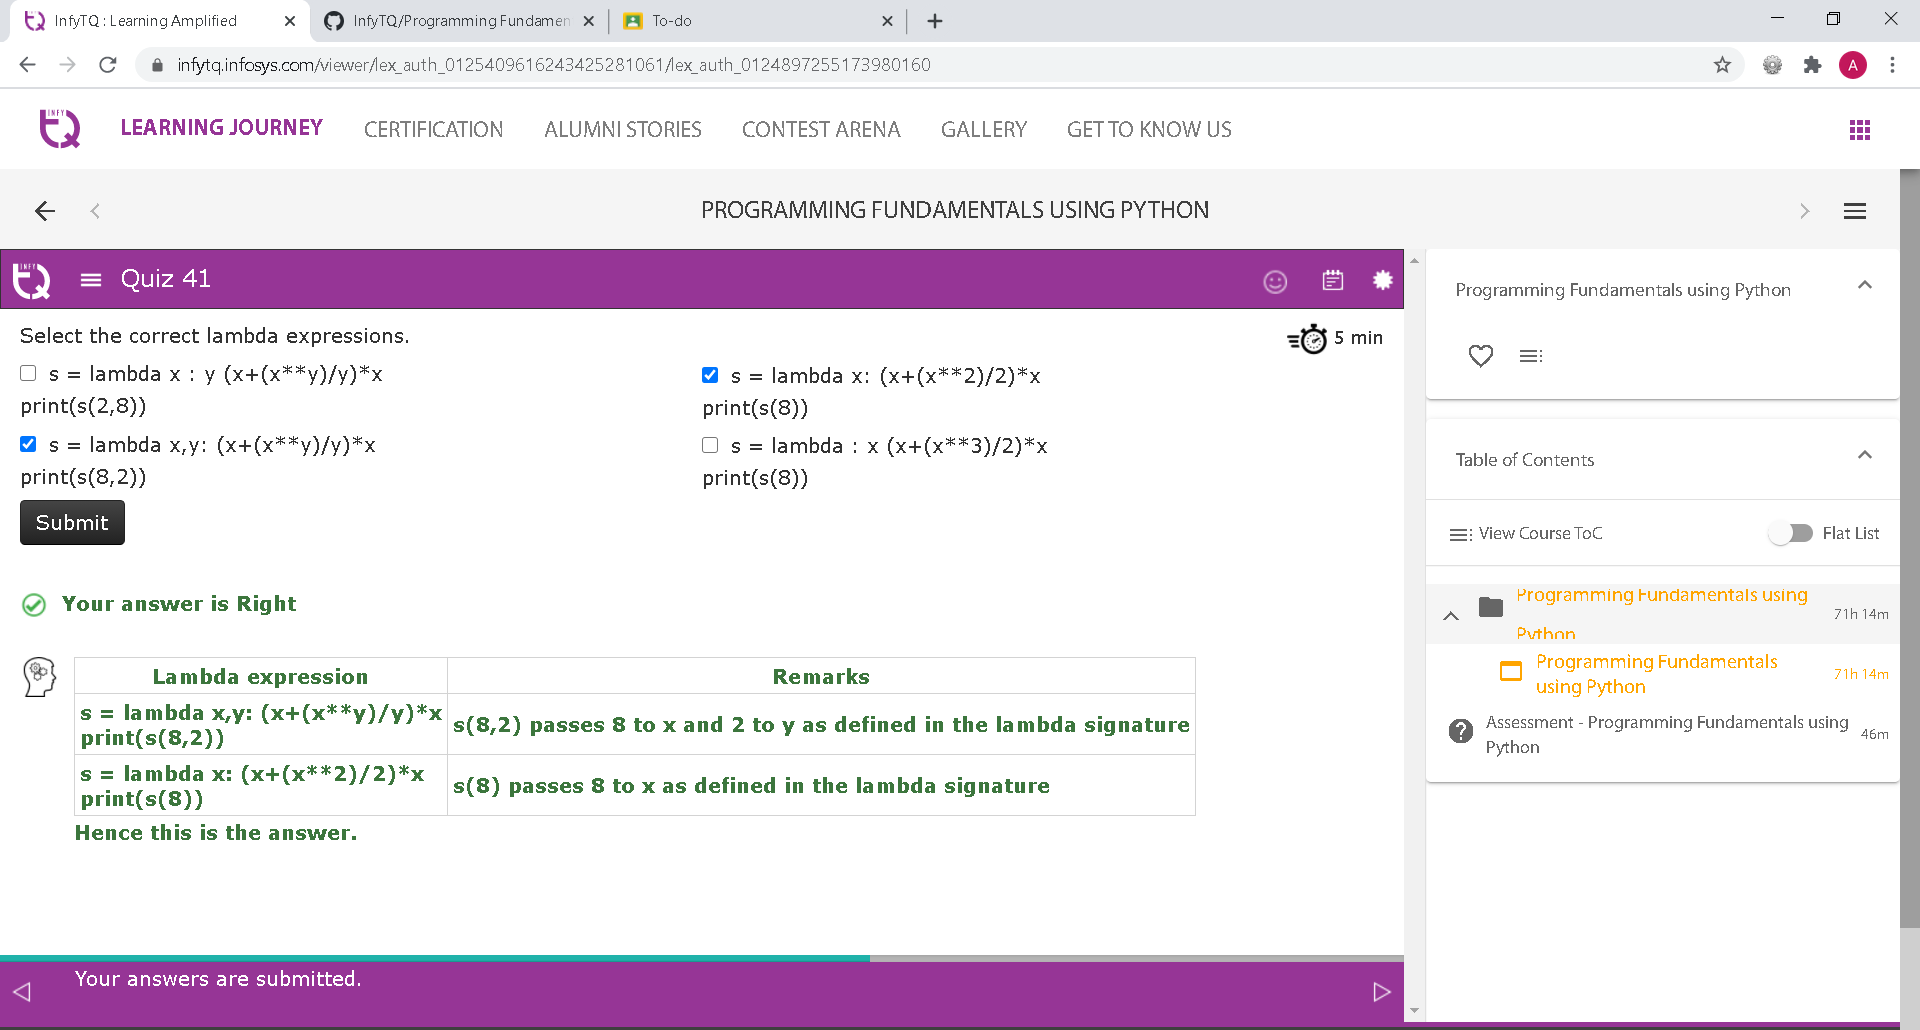 InfyTQ : Learning Amplified
InfyTQ/Programming Fundamen
To-do
infytq.infosys.com/viewer/lex_auth_0125409616243425281061/lex_auth_0124897255173980160
A
INFY
TQ
LEARNING JOURNEY
CERTIFICATION
ALUMNI STORIES
CONTEST ARENA
GALLERY
GET TO KNOW US
PROGRAMMING FUNDAMENTALS USING PYTHON
INFY
TQ
Quiz 41
Select the correct lambda expressions.
5 min
s = lambda x : y (x+(x**y)/y)*x
print(s(2,8))
s = lambda x: (x+(x**2)/2)*x
print(s(8))
s = lambda x,y: (x+(x**y)/y)*x
print(s(8,2))
s = lambda : x (x+(x**3)/2)*x
print(s(8))
Submit
Your answer is Right
Lambda expression
Remarks
s = lambda x,y: (x+(x**y)/y)*x
print(s(8,2))
s(8,2) passes 8 to x and 2 to y as defined in the lambda signature
s = lambda x: (x+(x**2)/2)*x
print(s(8))
s(8) passes 8 to x as defined in the lambda signature
Hence this is the answer.
Your answers are submitted.
Programming Fundamentals using Python
Table of Contents
View Course ToC
Flat List
Programming Fundamentals using
Python
71h 14m
Programming Fundamentals
using Python
71h 14m
Assessment - Programming Fundamentals using
Python
46m